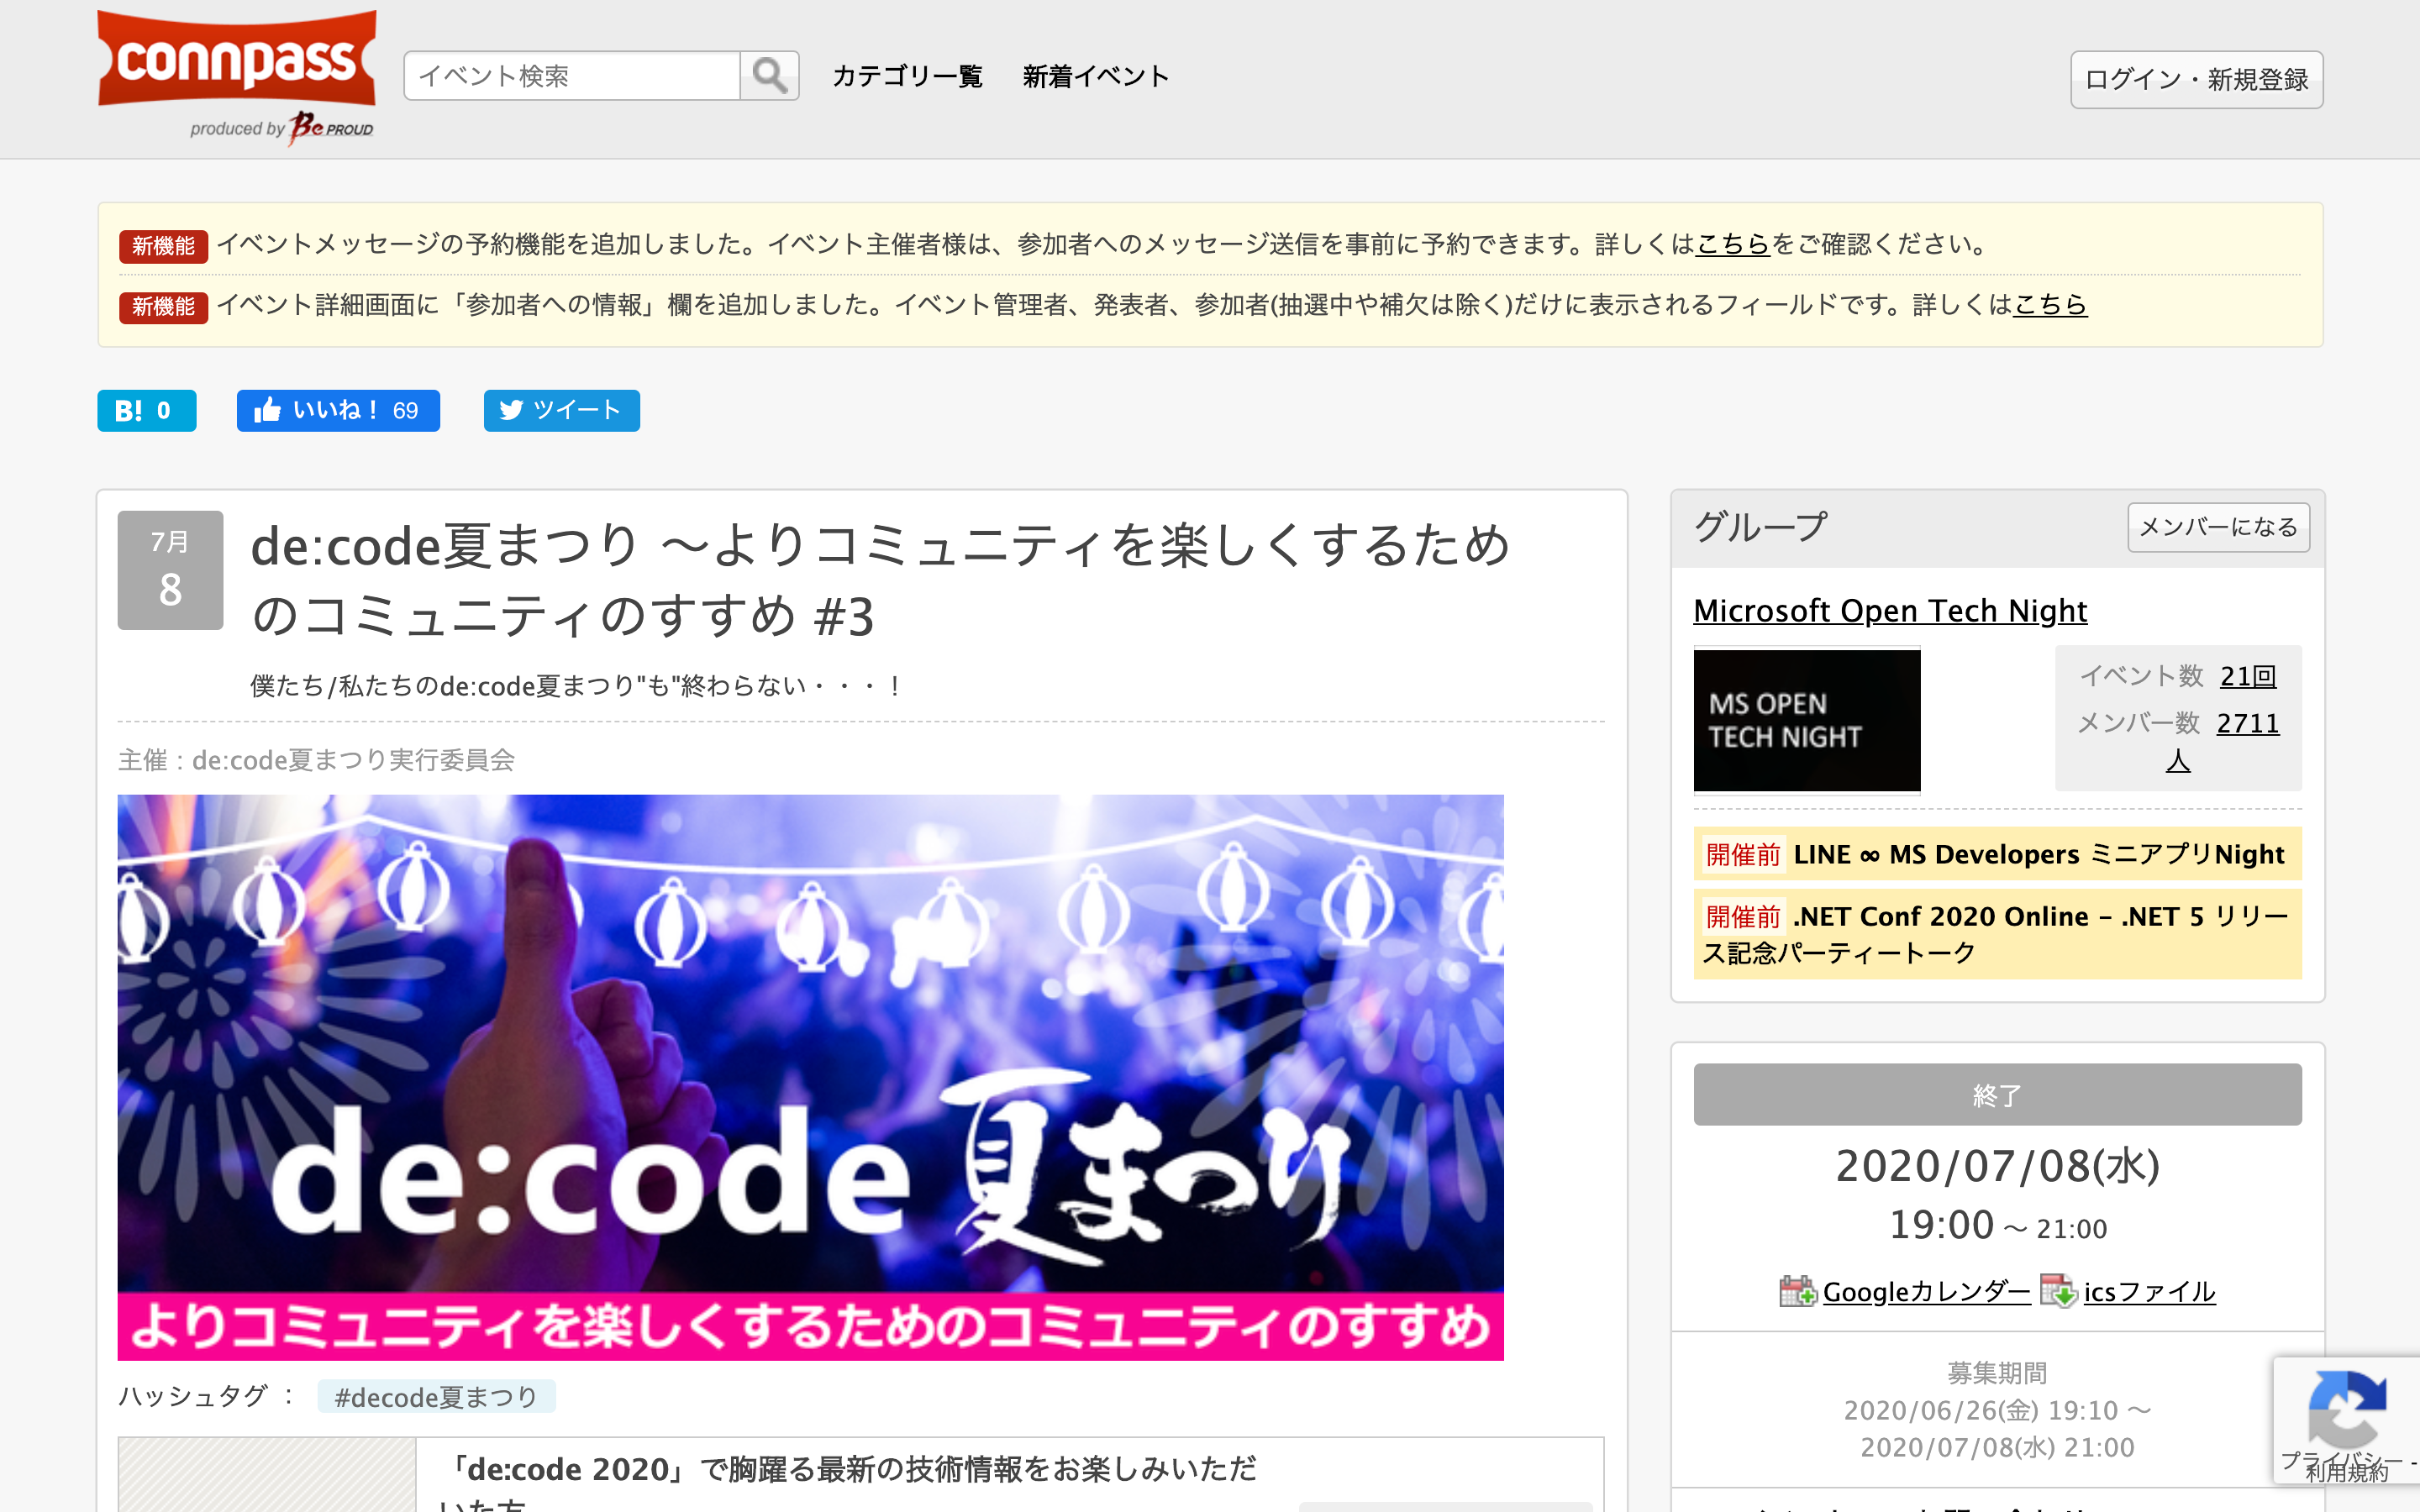 connpass
produced by Be PROUD
イベント検索
カテゴリ一覧
新着イベント
ログイン・新規登録
新機能 イベントメッセージの予約機能を追加しました。イベント主催者様は、参加者へのメッセージ送信を事前に予約できます。詳しくはこちらをご確認ください。
新機能 イベント詳細画面に「参加者への情報」欄を追加しました。イベント管理者、発表者、参加者(抽選中や補欠は除く)だけに表示されるフィールドです。詳しくはこちら
B! 0
いいね！ 69
ツイート
7月
8
de:code夏まつり ～よりコミュニティを楽しくするため
のコミュニティのすすめ #3
僕たち/私たちのde:code夏まつり"も"終わらない・・・！
主催 : de:code夏まつり実行委員会
de:code 夏まつり
よりコミュニティを楽しくするためのコミュニティのすすめ
ハッシュタグ ： #decode夏まつり
「de:code 2020」で胸躍る最新の技術情報をお楽しみいただ
いた方
グループ
メンバーになる
Microsoft Open Tech Night
MS OPEN
TECH NIGHT
イベント数 21回
メンバー数 2711
人
開催前 LINE ∞ MS Developers ミニアプリNight
開催前 .NET Conf 2020 Online – .NET 5 リリー
ス記念パーティートーク
終了
2020/07/08(水)
19:00 ～ 21:00
Googleカレンダー icsファイル
募集期間
2020/06/26(金) 19:10 ～
2020/07/08(水) 21:00
プライバシー -
利用規約